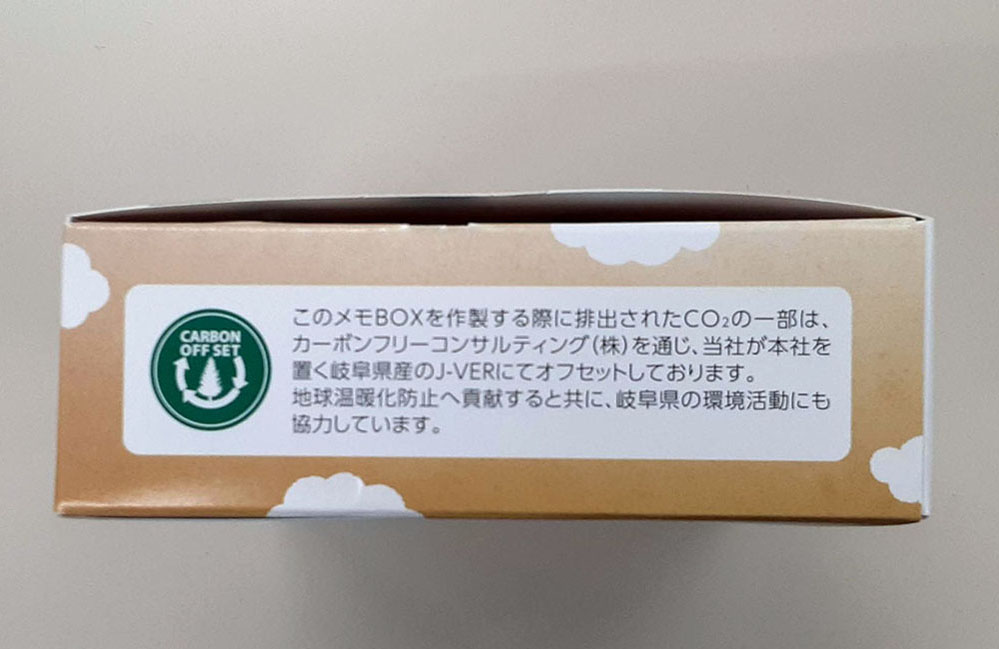 CARBON
OFF SET
このメモBOXを作製する際に排出されたCO₂の一部は、
カーボンフリーコンサルティング(株)を通じ、当社が本社を
置く岐阜県産のJ-VERにてオフセットしております。
地球温暖化防止へ貢献すると共に、岐阜県の環境活動にも
協力しています。